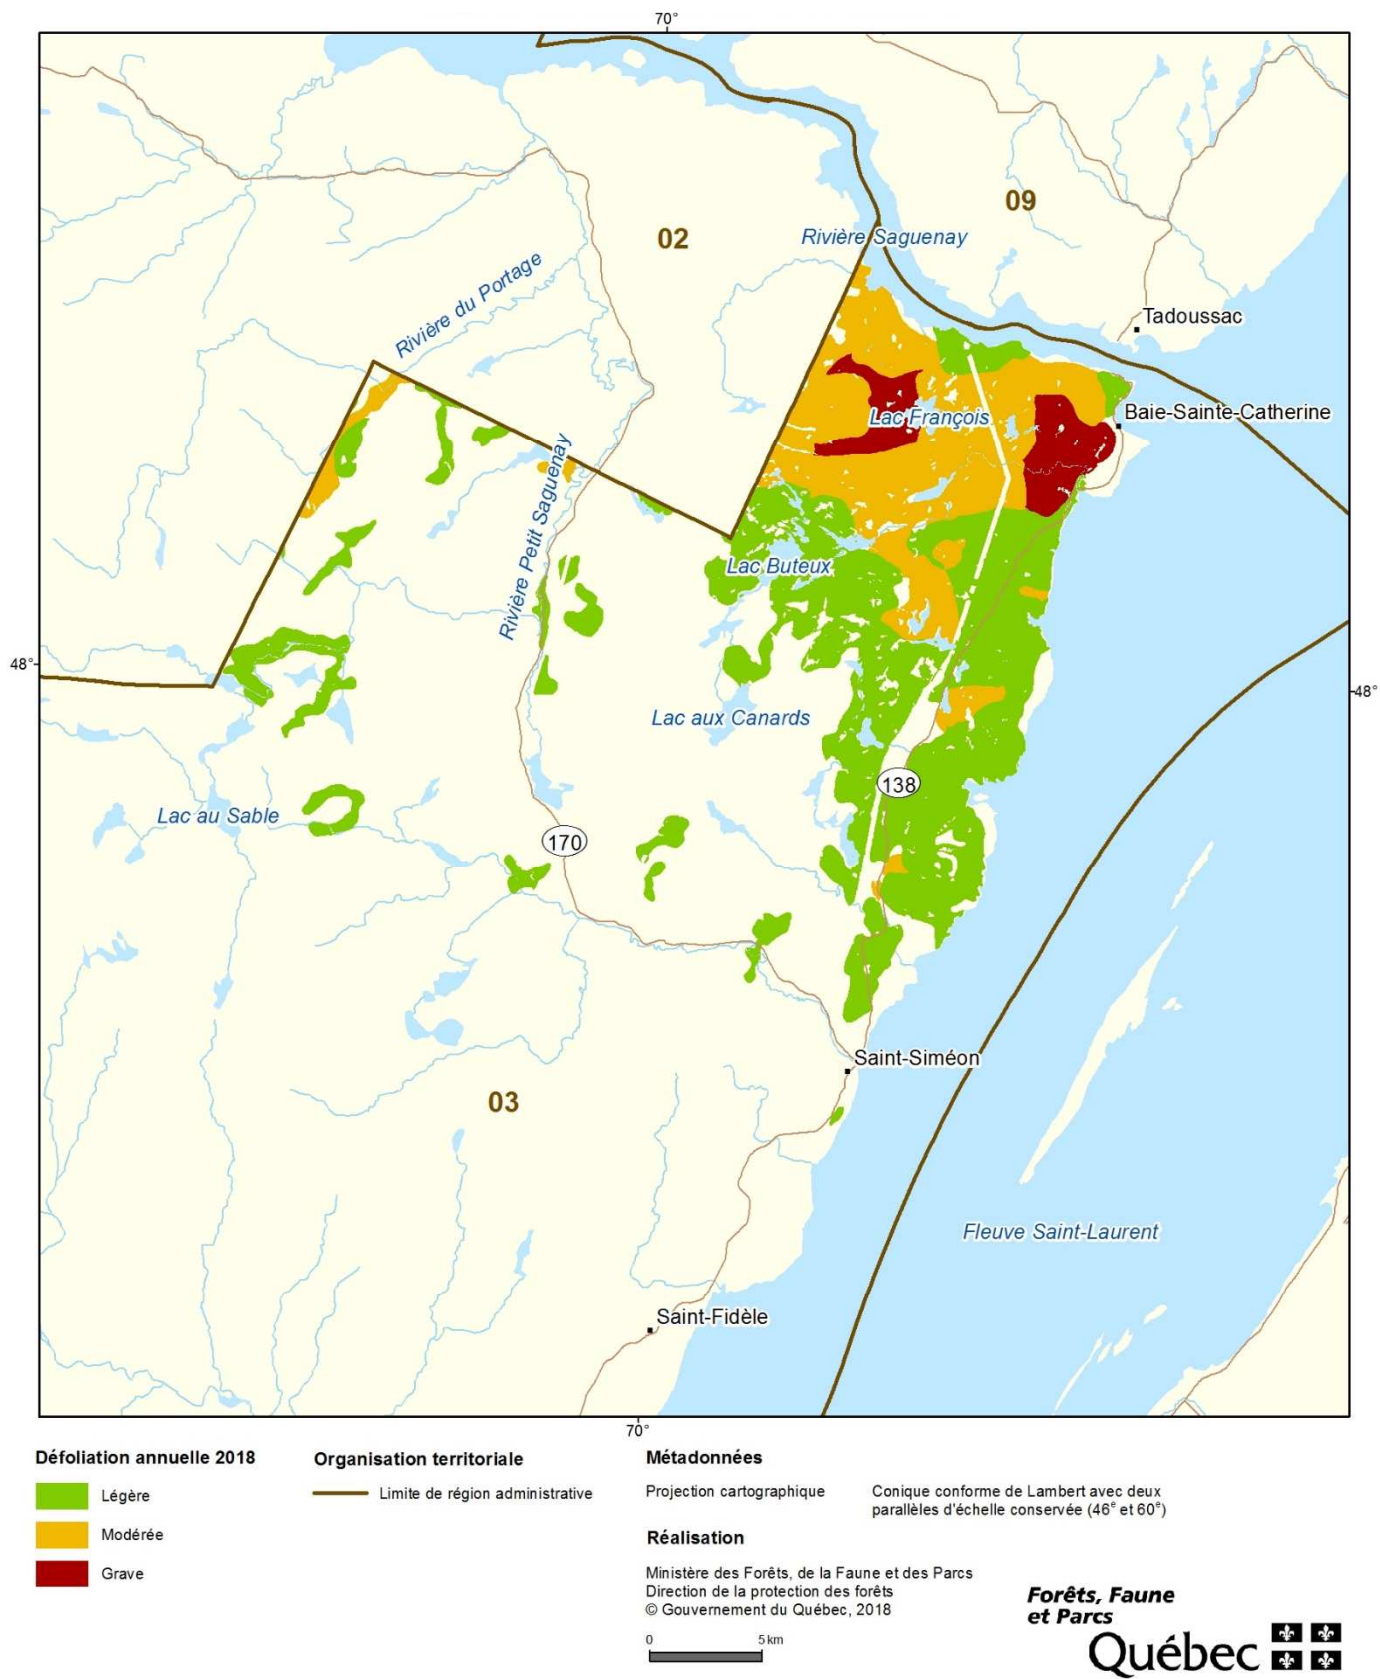 70°
09
02
Rivière Saguenay
Rivière du Portage
Tadoussac
Baie-Sainte-Catherine
Lac François
Rivière Petit Saguenay
Lac Buteux
48°
48°
Lac aux Canards
138
Lac au Sable
170
Saint-Siméon
03
Fleuve Saint-Laurent
Saint-Fidèle
70°
Défoliation annuelle 2018
Légère
Modérée
Grave
Organisation territoriale
Limite de région administrative
Métadonnées
Projection cartographique
Conique conforme de Lambert avec deux
parallèles d'échelle conservée (46e et 60e)
Réalisation
Ministère des Forêts, de la Faune et des Parcs
Direction de la protection des forêts
© Gouvernement du Québec, 2018
0 5 km
Forêts, Faune
et Parcs
Québec